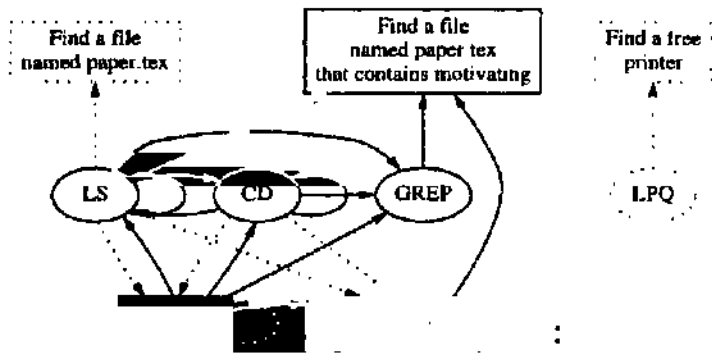 Find a file
named paper.tex
Find a file
named paper tex
that contains motivating
Find a free
printer
LS
CD
GREP
LPQ